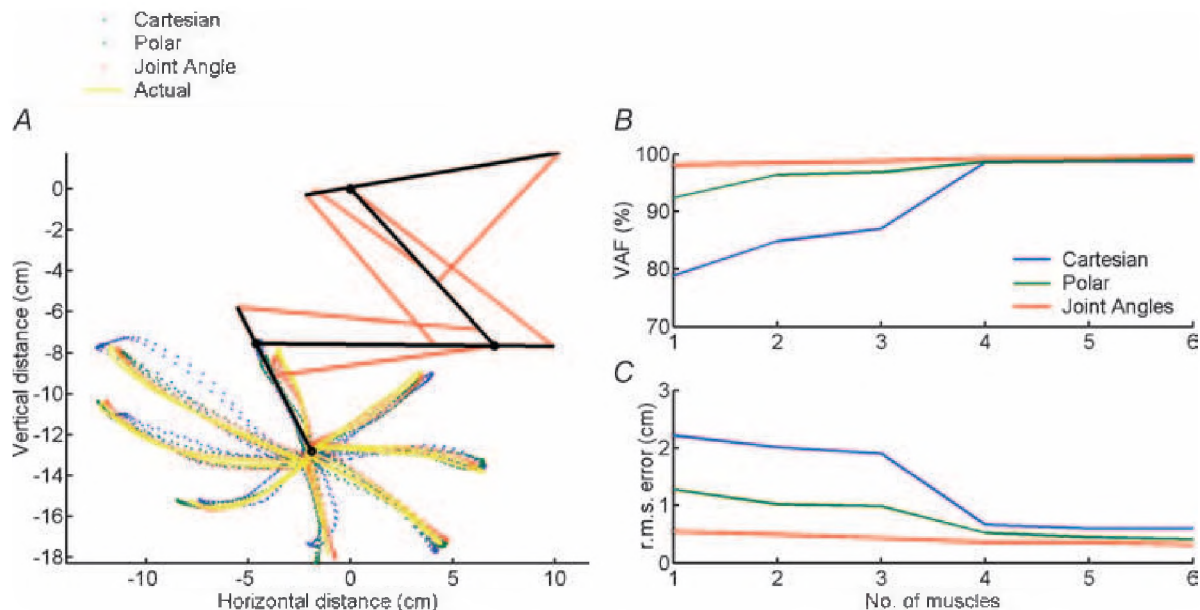 Cartesian
Polar
Joint Angle
Actual
A
0
-2
-4
-6
-8
-10
-12
-14
-16
-18
Vertical distance (cm)
-10
-5
0
5
10
Horizontal distance (cm)
B
100
90
80
70
VAF (%)
Cartesian
Polar
Joint Angles
1
2
3
4
5
6
C
3
2
1
0
r.m.s. error (cm)
1
2
3
4
5
6
No. of muscles